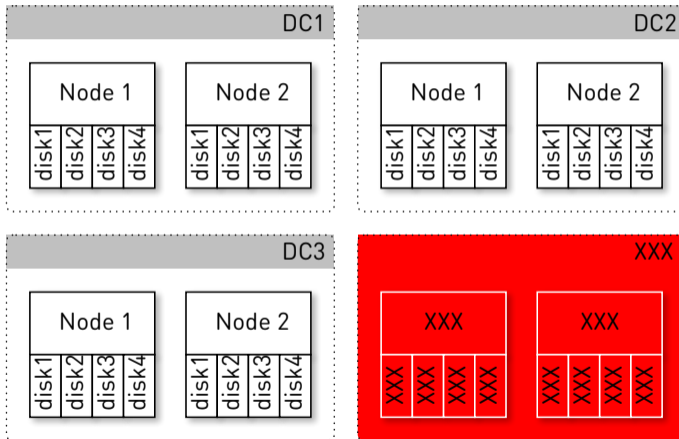 DC1
Node 1
Node 2
disk1 disk2 disk3 disk4
disk1 disk2 disk3 disk4
DC2
Node 1
Node 2
disk1 disk2 disk3 disk4
disk1 disk2 disk3 disk4
DC3
Node 1
Node 2
disk1 disk2 disk3 disk4
disk1 disk2 disk3 disk4
XXX
XXX
XXX
XXX XXX XXX XXX
XXX XXX XXX XXX